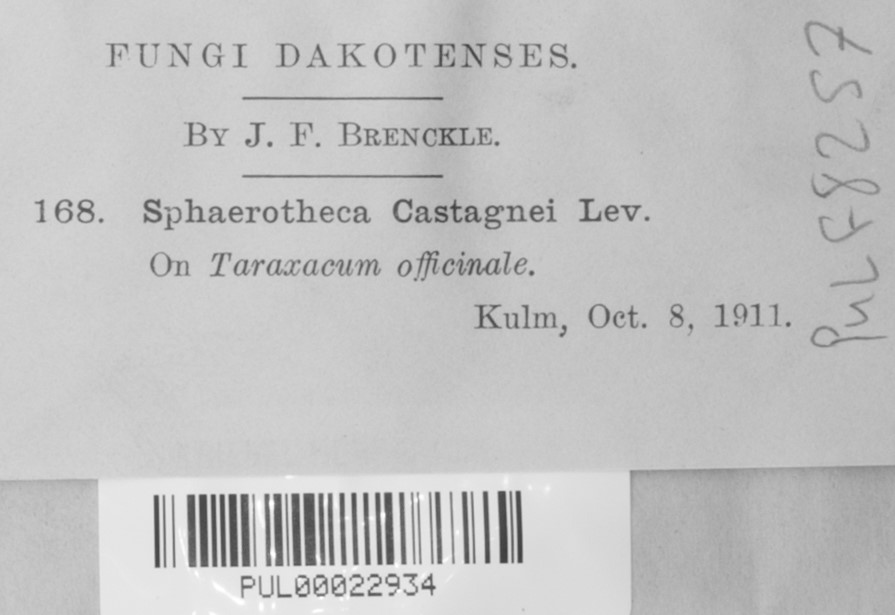 FUNGI DAKOTENSES.
BY J. F. BRENCKLE.
168. Sphaerotheca Castagnei Lev.
On Taraxacum officinale.
Kulm, Oct. 8, 1911.
PUL F8257
PUL00022934